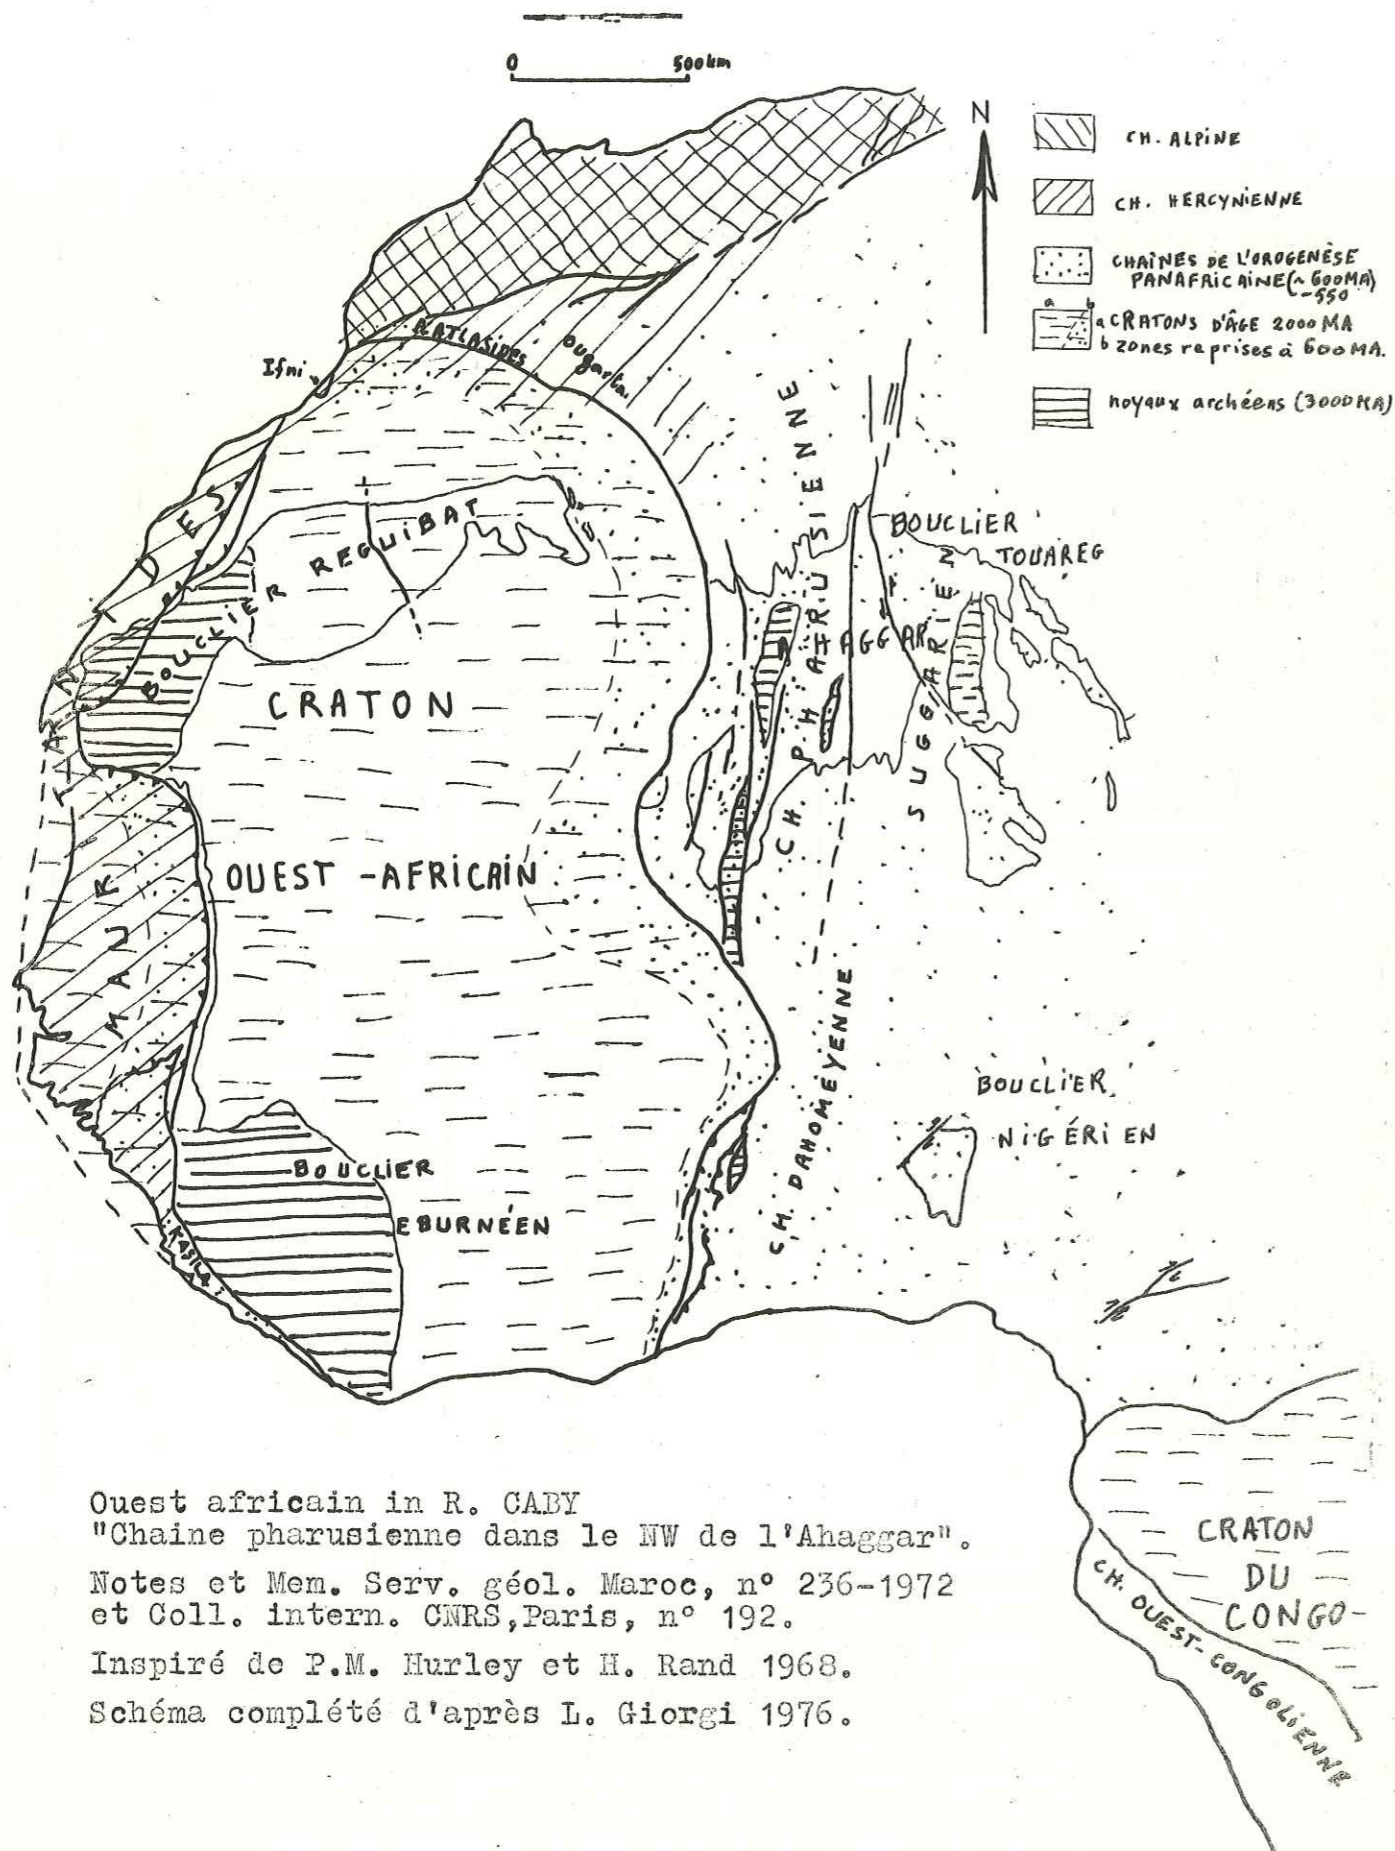 0 500km
N
CH. ALPINE
CH. HERCYNIENNE
CHAÎNES DE L'OROGENÈSE
PANAFRICAINE (~600MA)
-550
a b
a CRATONS D'ÂGE 2000 MA
b zones reprises à 600 MA.
noyaux archéens (3000MA)
A. ATLASIDES
Ougarta
Ifni
BOUCLIER REGUIBAT
CRATON
OUEST-AFRICAIN
MAURITANIDES
BOUCLIER
TOUAREG
HAGGAR
CH. PHARUSIENNE
SUGGARIEN
CH. DAHOMEYENNE
BOUCLIER
NIGÉRIEN
BOUCLIER
EBURNÉEN
KASILA
CRATON
DU
CONGO
CH. OUEST-CONGOLIENNE
Ouest africain in R. CABY
"Chaine pharusienne dans le NW de l'Ahaggar".
Notes et Mem. Serv. géol. Maroc, n° 236-1972
et Coll. intern. CNRS,Paris, n° 192.
Inspiré de P.M. Hurley et H. Rand 1968.
Schéma complété d'après L. Giorgi 1976.